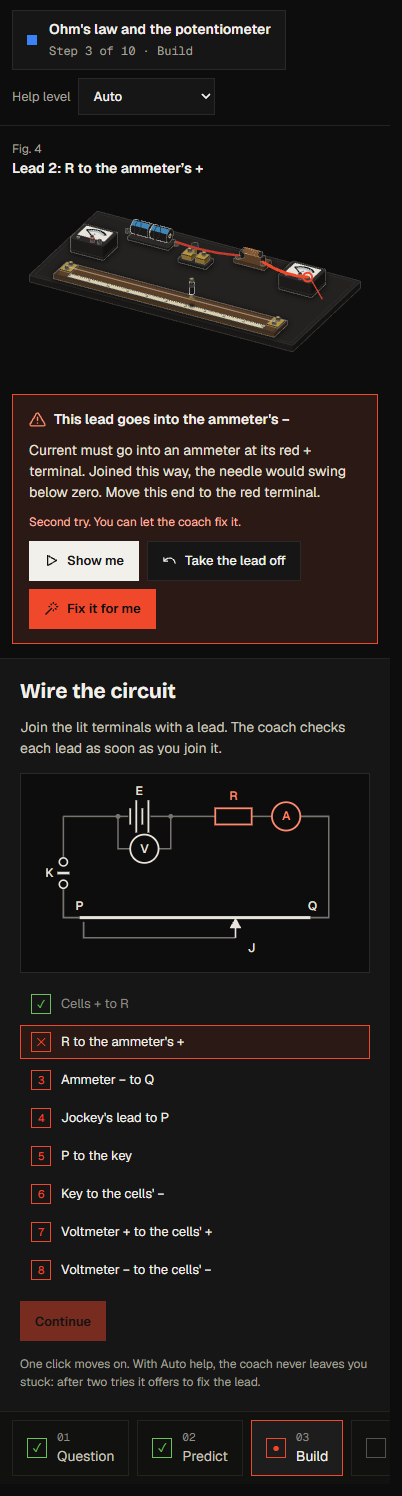 Ohm's law and the potentiometer
Step 3 of 10 · Build
Help level
Auto
Fig. 4
Lead 2: R to the ammeter's +
This lead goes into the ammeter's −
Current must go into an ammeter at its red +
terminal. Joined this way, the needle would swing
below zero. Move this end to the red terminal.
Second try. You can let the coach fix it.
Show me
Take the lead off
Fix it for me
Wire the circuit
Join the lit terminals with a lead. The coach checks
each lead as soon as you join it.
E
R
A
V
K
P
Q
J
Cells + to R
R to the ammeter's +
3 Ammeter − to Q
4 Jockey's lead to P
5 P to the key
6 Key to the cells' −
7 Voltmeter + to the cells' +
8 Voltmeter − to the cells' −
Continue
One click moves on. With Auto help, the coach never leaves you
stuck: after two tries it offers to fix the lead.
01
Question
02
Predict
03
Build